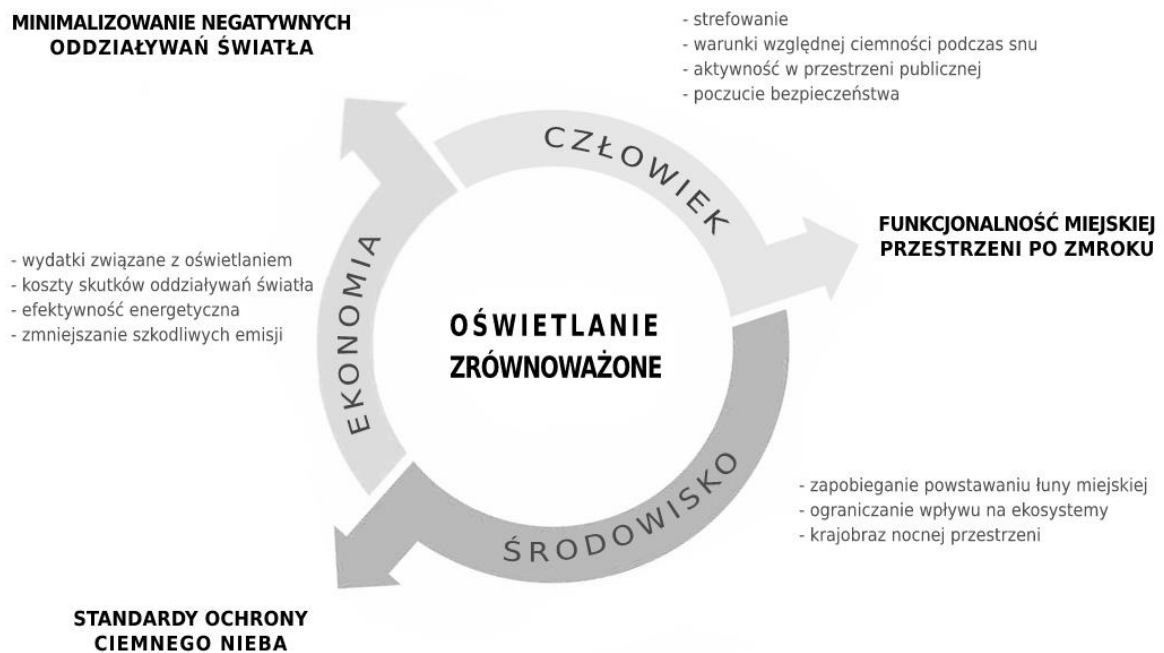 MINIMALIZOWANIE NEGATYWNYCH
ODDZIAŁYWAŃ ŚWIATŁA
- strefowanie
- warunki względnej ciemności podczas snu
- aktywność w przestrzeni publicznej
- poczucie bezpieczeństwa
CZŁOWIEK
FUNKCJONALNOŚĆ MIEJSKIEJ
PRZESTRZENI PO ZMROKU
- wydatki związane z oświetlaniem
- koszty skutków oddziaływań światła
- efektywność energetyczna
- zmniejszanie szkodliwych emisji
EKONOMIA
OŚWIETLANIE
ZRÓWNOWAŻONE
ŚRODOWISKO
- zapobieganie powstawaniu łuny miejskiej
- ograniczanie wpływu na ekosystemy
- krajobraz nocnej przestrzeni
STANDARDY OCHRONY
CIEMNEGO NIEBA